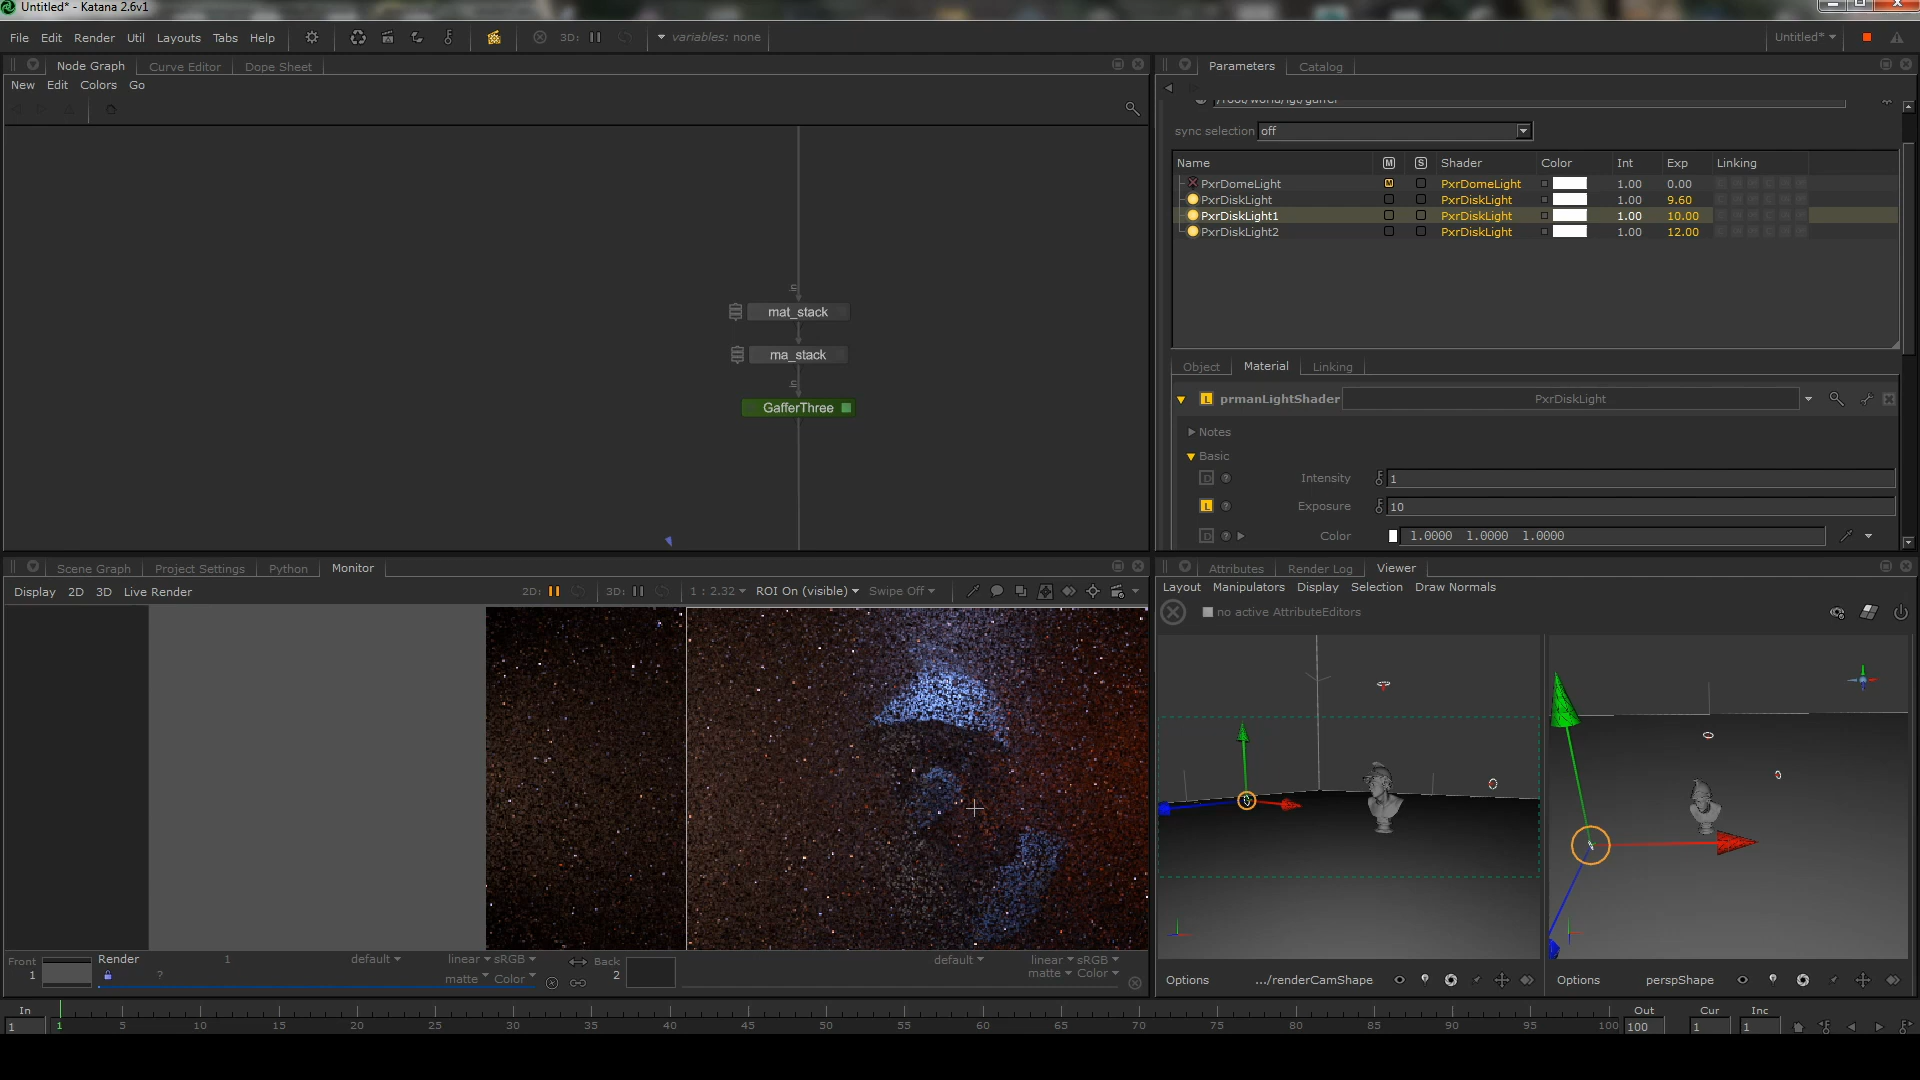 Untitled* - Katana 2.6v1
File Edit Render Util Layouts Tabs Help 3D: variables: none Untitled*
Node Graph Curve Editor Dope Sheet
New Edit Colors Go
mat_stack
ma_stack
GafferThree
Parameters Catalog
/root/world/lgt/gaffer
sync selection off
Name M S Shader Color Int Exp Linking
PxrDomeLight M PxrDomeLight 1.00 0.00
PxrDiskLight PxrDiskLight 1.00 9.60
PxrDiskLight1 PxrDiskLight 1.00 10.00
PxrDiskLight2 PxrDiskLight 1.00 12.00
Object Material Linking
L prmanLightShader PxrDiskLight
Notes
Basic
D ? Intensity 1
L ? Exposure 10
D ? Color 1.0000 1.0000 1.0000
Scene Graph Project Settings Python Monitor
Display 2D 3D Live Render 2D: 3D: 1 : 2.32 ROI On (visible) Swipe Off
Front Render 1 default linear sRGB Back default linear sRGB
1 ? matte Color 2 matte Color
Attributes Render Log Viewer
Layout Manipulators Display Selection Draw Normals
no active AttributeEditors
Options .../renderCamShape Options perspShape
In Out Cur Inc
1 1 5 10 15 20 25 30 35 40 45 50 55 60 65 70 75 80 85 90 95 100 100 1 1